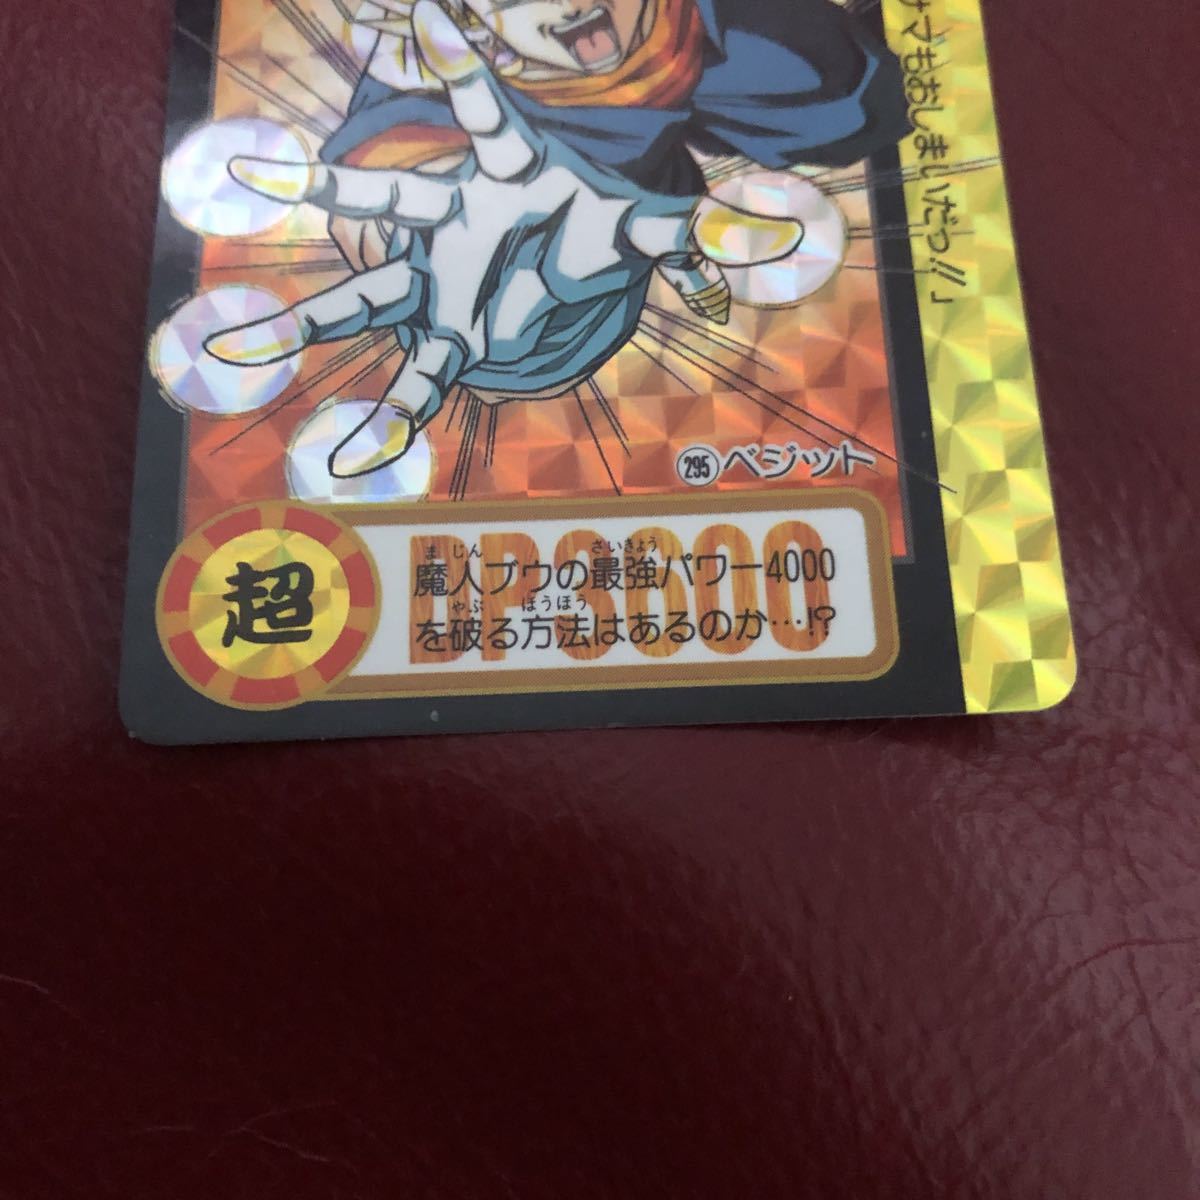 サマもおしまいだっ!!」
295 ベジット
超
DP3600
魔人ブウの最強パワー4000
ま じん さいきょう
を破る方法はあるのか…!?
やぶ ほうほう